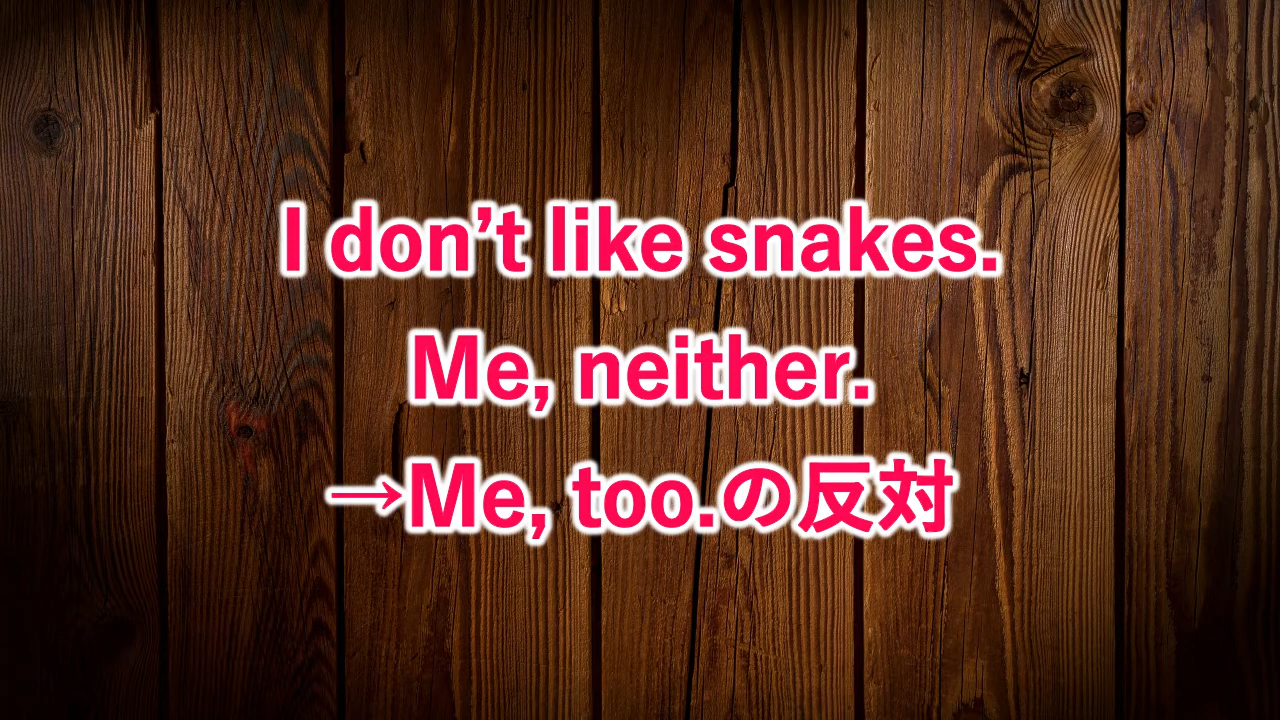 I don’t like snakes.
Me, neither.
→Me, too.の反対